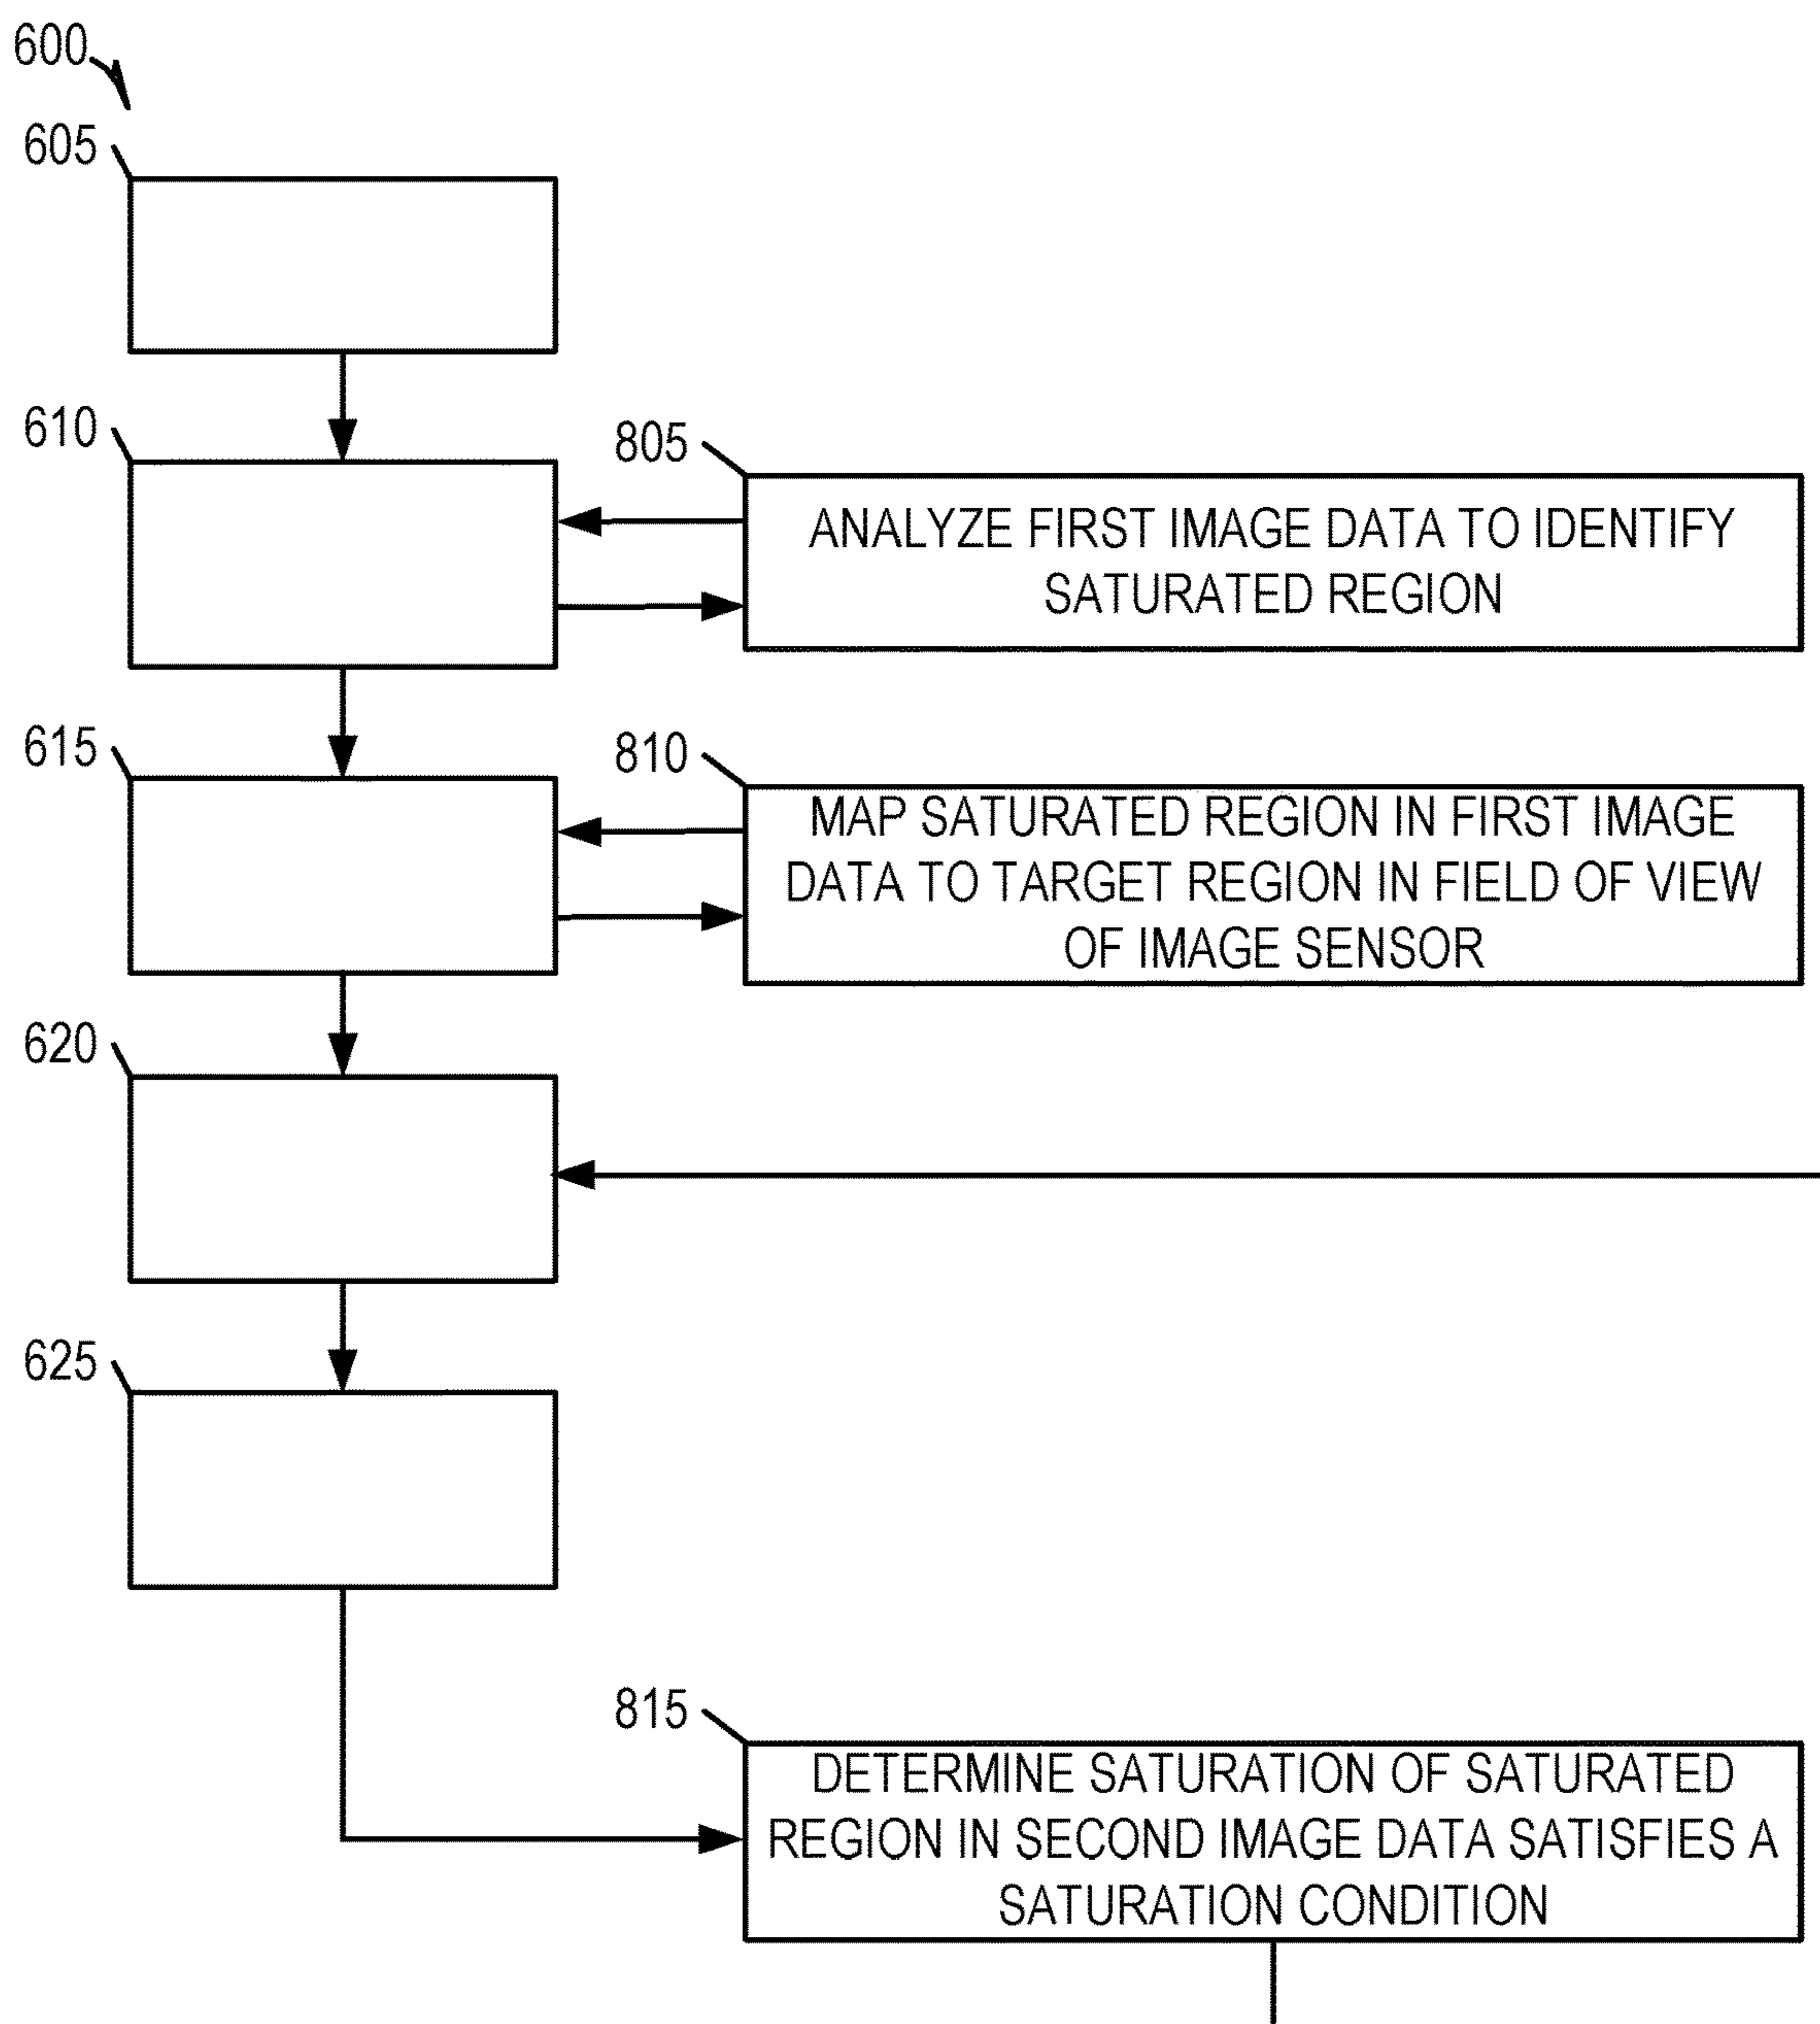 600
605
610
805
ANALYZE FIRST IMAGE DATA TO IDENTIFY
SATURATED REGION
615
810
MAP SATURATED REGION IN FIRST IMAGE
DATA TO TARGET REGION IN FIELD OF VIEW
OF IMAGE SENSOR
620
625
815
DETERMINE SATURATION OF SATURATED
REGION IN SECOND IMAGE DATA SATISFIES A
SATURATION CONDITION